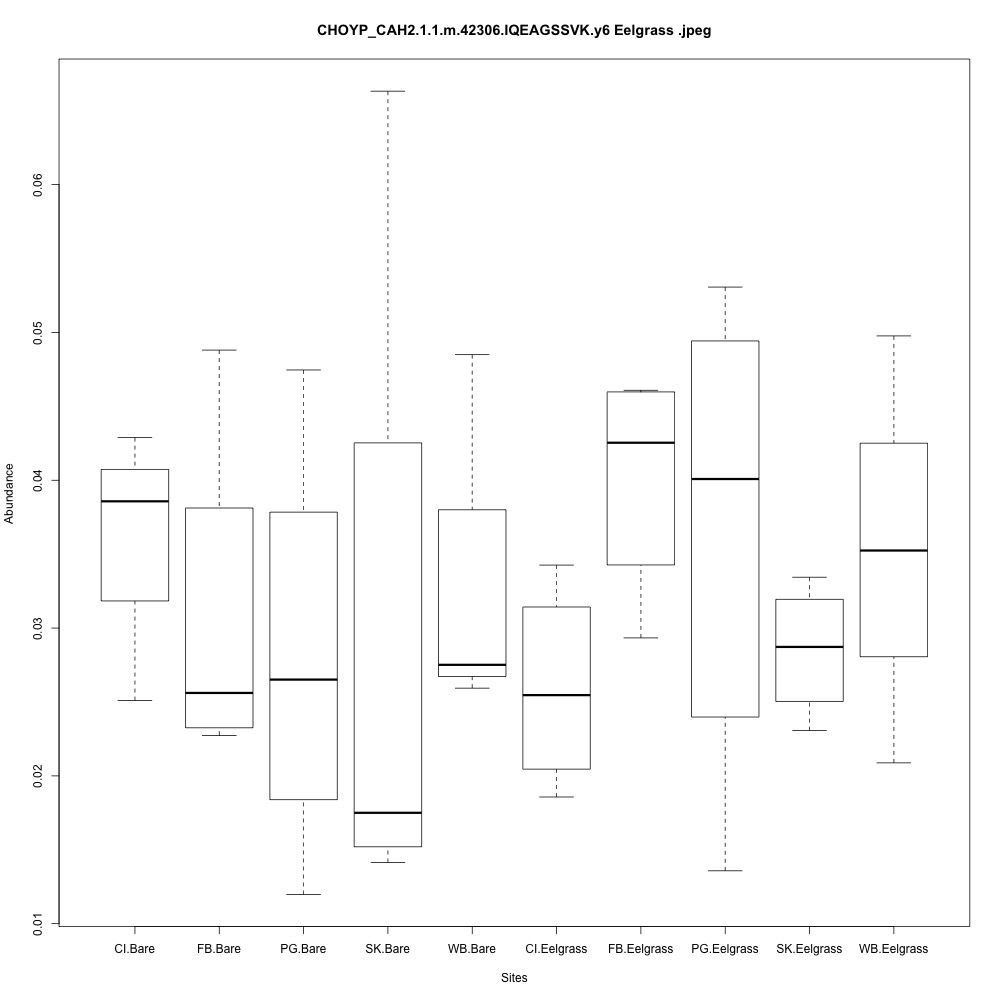 CHOYP_CAH2.1.1.m.42306.IQEAGSSVK.y6 Eelgrass .jpeg
0.06
0.05
0.04
0.03
0.02
0.01
Abundance
CI.Bare FB.Bare PG.Bare SK.Bare WB.Bare CI.Eelgrass FB.Eelgrass PG.Eelgrass SK.Eelgrass WB.Eelgrass
Sites